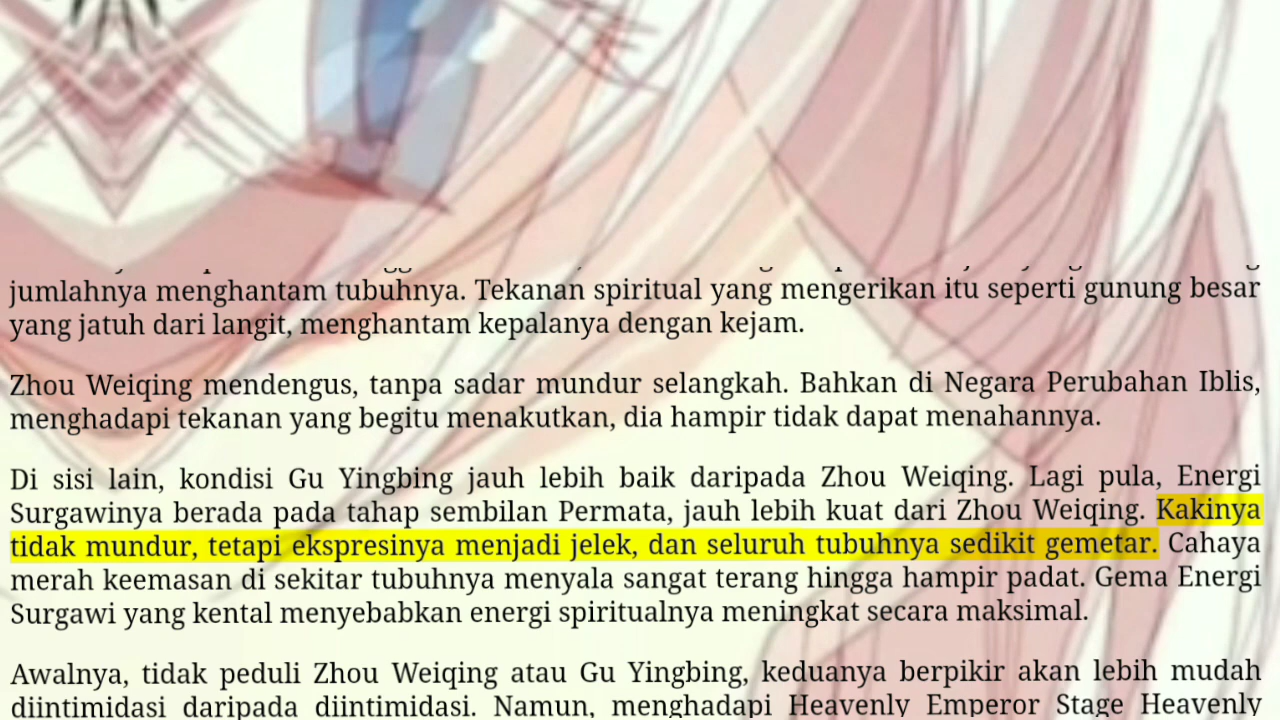 jumlahnya menghantam tubuhnya. Tekanan spiritual yang mengerikan itu seperti gunung besar
yang jatuh dari langit, menghantam kepalanya dengan kejam.
Zhou Weiqing mendengus, tanpa sadar mundur selangkah. Bahkan di Negara Perubahan Iblis,
menghadapi tekanan yang begitu menakutkan, dia hampir tidak dapat menahannya.
Di sisi lain, kondisi Gu Yingbing jauh lebih baik daripada Zhou Weiqing. Lagi pula, Energi
Surgawinya berada pada tahap sembilan Permata, jauh lebih kuat dari Zhou Weiqing. Kakinya
tidak mundur, tetapi ekspresinya menjadi jelek, dan seluruh tubuhnya sedikit gemetar. Cahaya
merah keemasan di sekitar tubuhnya menyala sangat terang hingga hampir padat. Gema Energi
Surgawi yang kental menyebabkan energi spiritualnya meningkat secara maksimal.
Awalnya, tidak peduli Zhou Weiqing atau Gu Yingbing, keduanya berpikir akan lebih mudah
diintimidasi daripada diintimidasi. Namun, menghadapi Heavenly Emperor Stage Heavenly